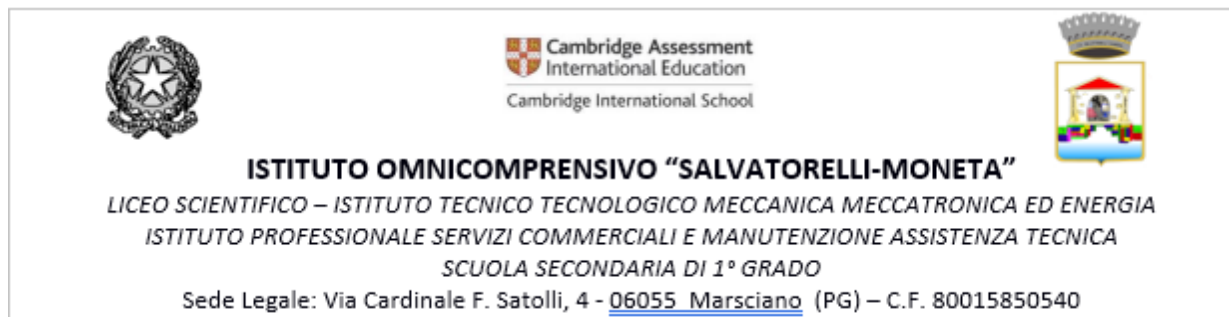 Cambridge Assessment
International Education
Cambridge International School
ISTITUTO OMNICOMPRENSIVO “SALVATORELLI-MONETA”
LICEO SCIENTIFICO – ISTITUTO TECNICO TECNOLOGICO MECCANICA MECCATRONICA ED ENERGIA
ISTITUTO PROFESSIONALE SERVIZI COMMERCIALI E MANUTENZIONE ASSISTENZA TECNICA
SCUOLA SECONDARIA DI 1° GRADO
Sede Legale: Via Cardinale F. Satolli, 4 - 06055 Marsciano (PG) – C.F. 80015850540